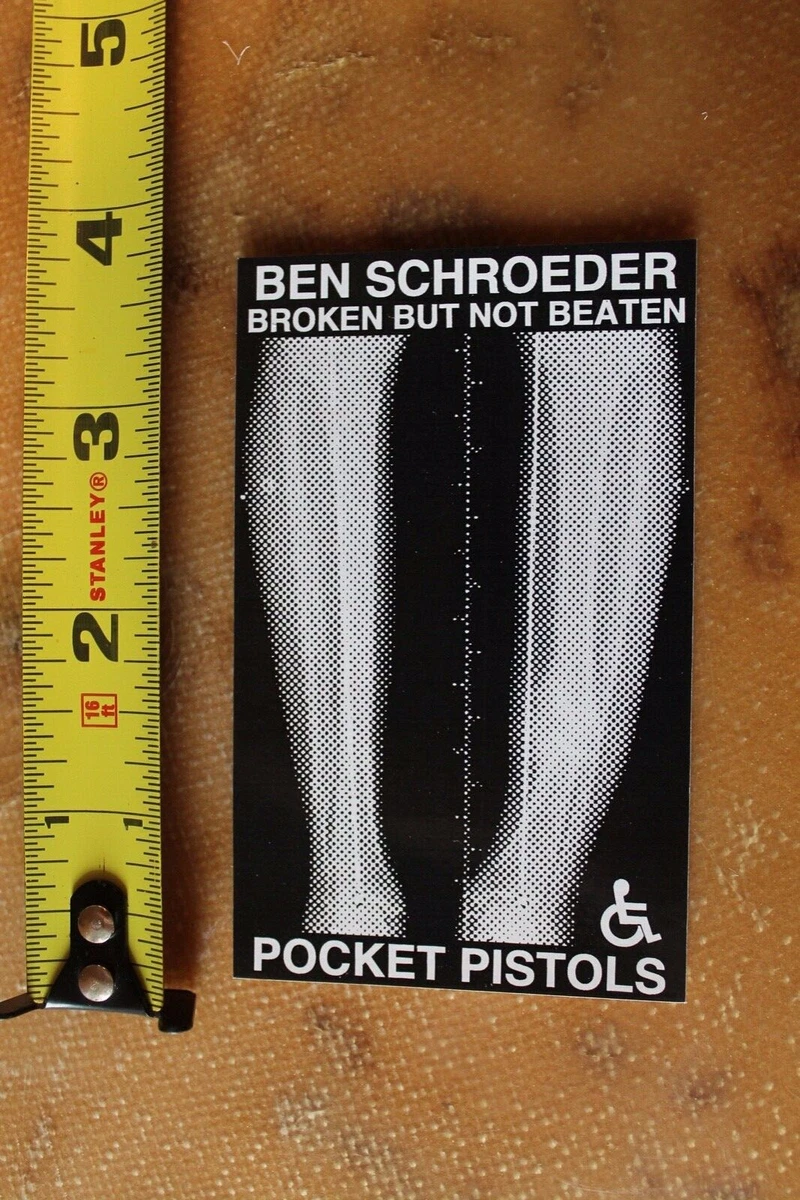 5
4
3
STANLEY®
2
16 ft
1 1
BEN SCHROEDER
BROKEN BUT NOT BEATEN
POCKET PISTOLS